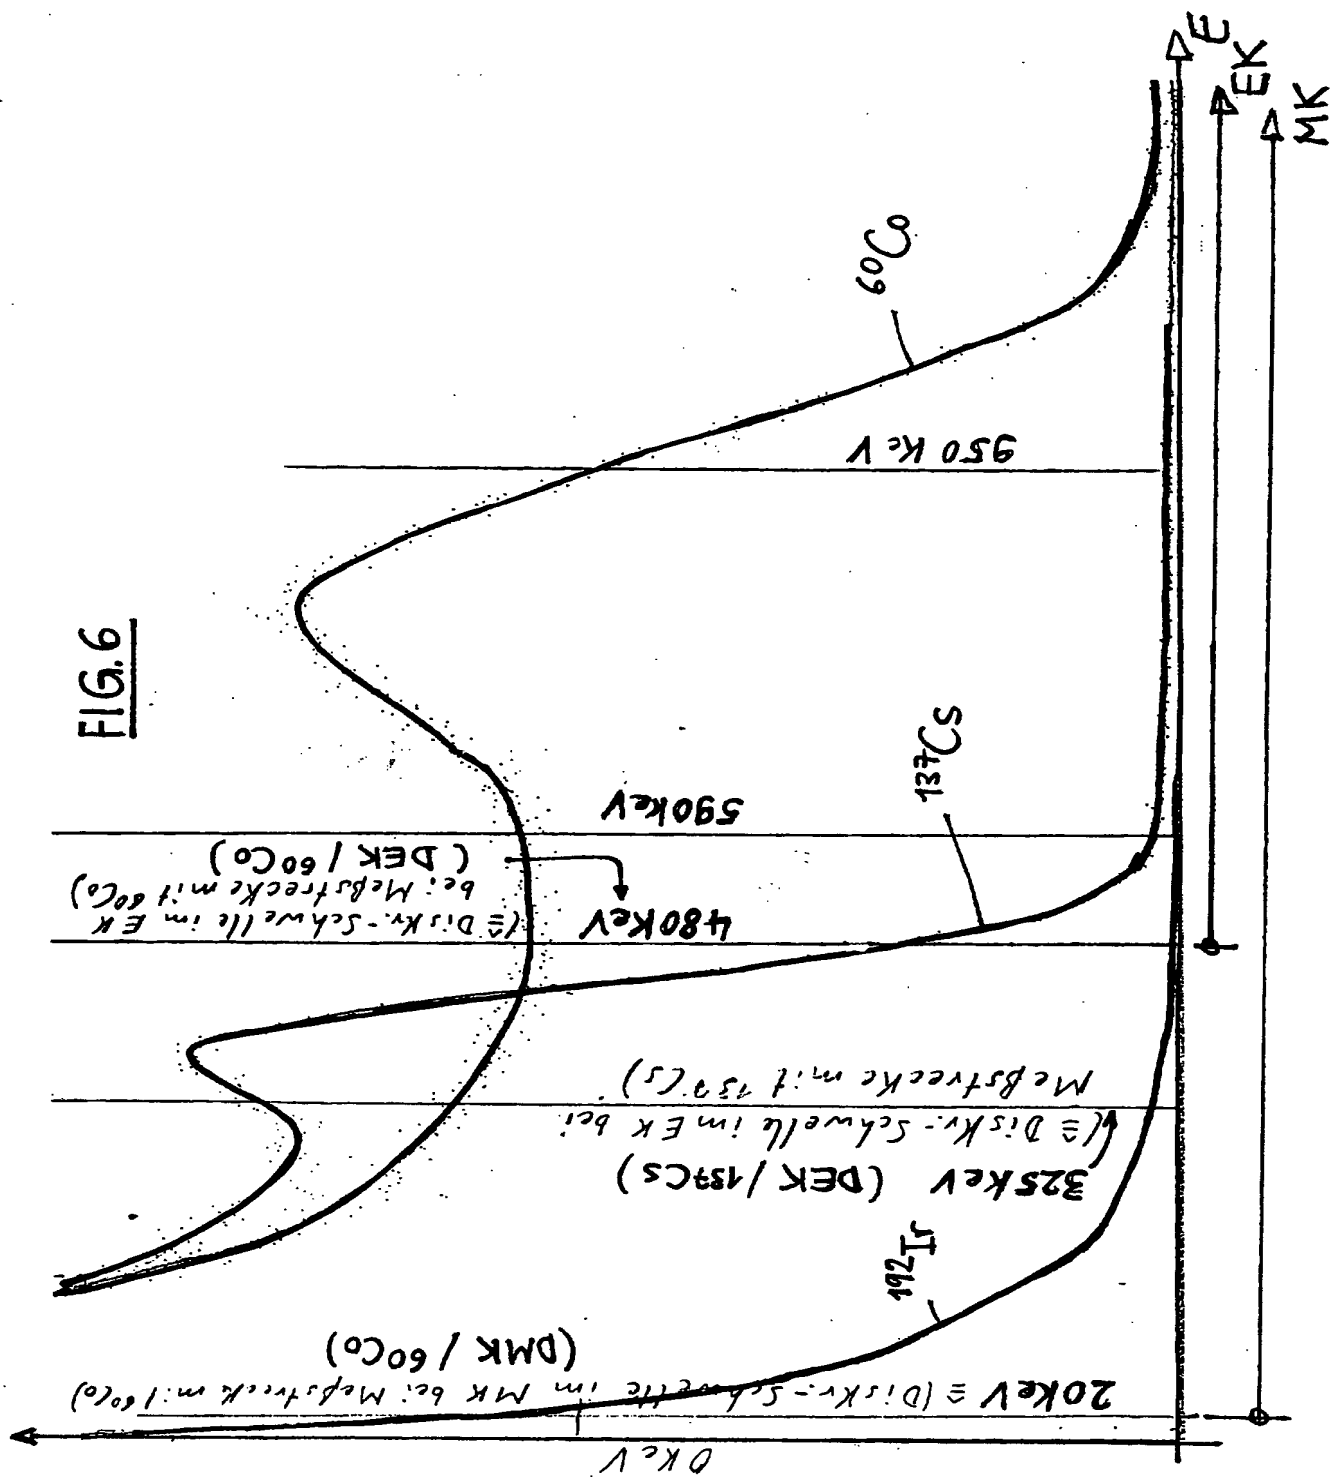 FIG.6
E
EK
MK
60Co
950 KeV
137Cs
590keV
480KeV
(DEK / 60Co)
(≙ Diskr.-Schwelle im EK
bei Meßstrecke mit 60Co)
325KeV (DEK / 137Cs)
(≙ Diskr.-Schwelle im EK bei
Meßstrecke mit 137Cs)
192Ir
20KeV ≙ (Diskr.-Schwelle im MK bei Meßstreck mit 60Co)
(DMK / 60Co)
0KeV